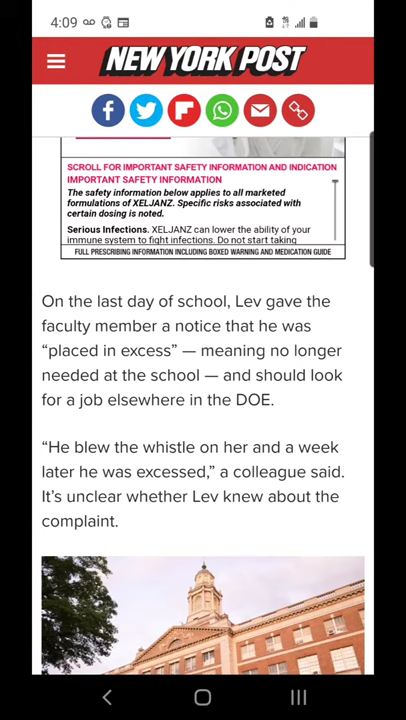 4:09
NEW YORK POST
SCROLL FOR IMPORTANT SAFETY INFORMATION AND INDICATION
IMPORTANT SAFETY INFORMATION
The safety information below applies to all marketed
formulations of XELJANZ. Specific risks associated with
certain dosing is noted.
Serious Infections. XELJANZ can lower the ability of your
immune system to fight infections. Do not start taking
FULL PRESCRIBING INFORMATION INCLUDING BOXED WARNING AND MEDICATION GUIDE
On the last day of school, Lev gave the
faculty member a notice that he was
“placed in excess” — meaning no longer
needed at the school — and should look
for a job elsewhere in the DOE.
“He blew the whistle on her and a week
later he was excessed,” a colleague said.
It’s unclear whether Lev knew about the
complaint.